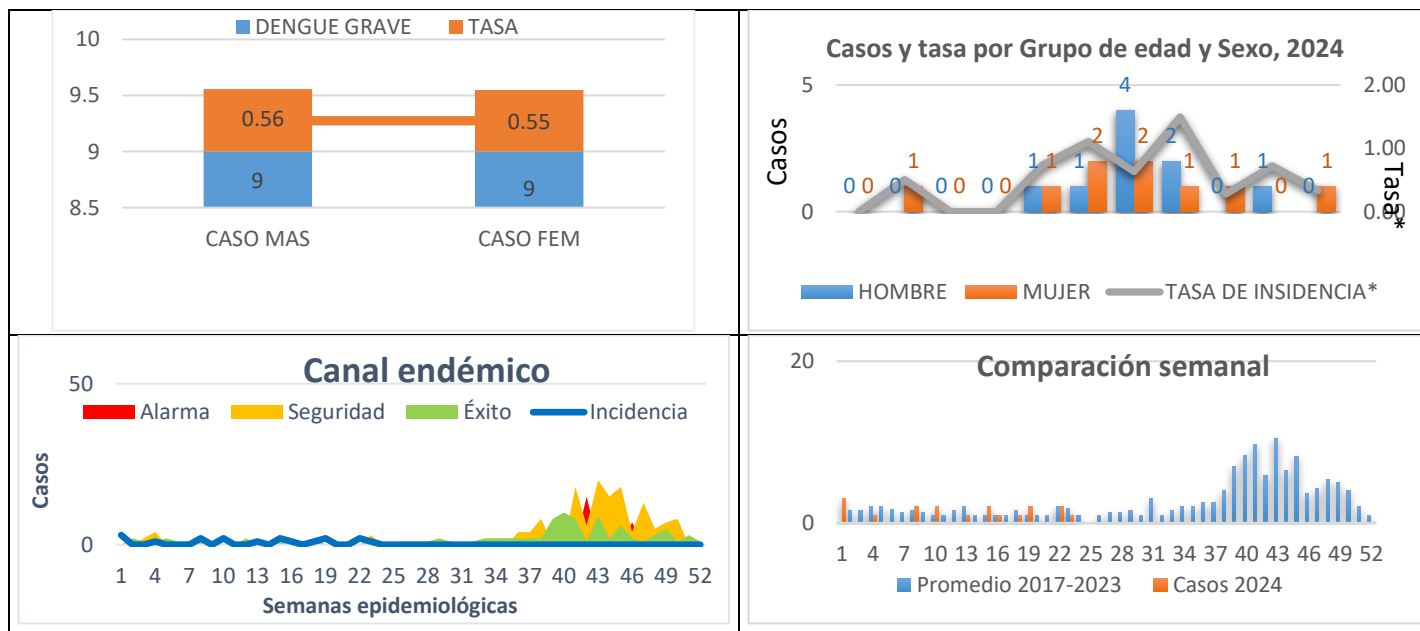 DENGUE GRAVE TASA
10
9.5
9
8.5
0.56
0.55
9
9
CASO MAS CASO FEM
Casos y tasa por Grupo de edad y Sexo, 2024
5
0
Casos
2.00
1.00
0.00
Tasa*
0 0 0 1 0 0 0 0 1 1 1 2 4 2 2 1 0 1 1 0 0 1
HOMBRE MUJER TASA DE INSIDENCIA*
Canal endémico
50
0
Casos
Alarma Seguridad Éxito Incidencia
1 4 7 10 13 16 19 22 25 28 31 34 37 40 43 46 49 52
Semanas epidemiológicas
Comparación semanal
20
0
1 4 7 10 13 16 19 22 25 28 31 34 37 40 43 46 49 52
Promedio 2017-2023 Casos 2024